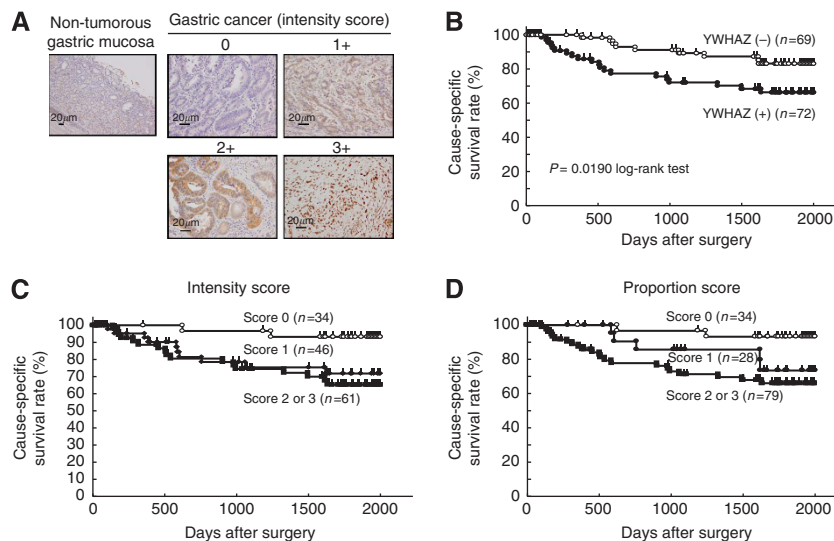 A
Non-tumorous
gastric mucosa
Gastric cancer (intensity score)
0
1+
20μm
20μm
20μm
2+
3+
20μm
20μm
B
Cause-specific
survival rate (%)
100
80
60
40
20
0
YWHAZ (–) (n=69)
YWHAZ (+) (n=72)
P = 0.0190 log-rank test
0
500
1000
1500
2000
Days after surgery
C
Intensity score
Cause-specific
survival rate (%)
100
90
80
70
60
50
40
30
20
10
0
Score 0 (n=34)
Score 1 (n=46)
Score 2 or 3 (n=61)
0
500
1000
1500
2000
Days after surgery
D
Proportion score
Cause-specific
survival rate (%)
100
80
60
40
20
0
Score 0 (n=34)
Score 1 (n=28)
Score 2 or 3 (n=79)
0
500
1000
1500
2000
Days after surgery